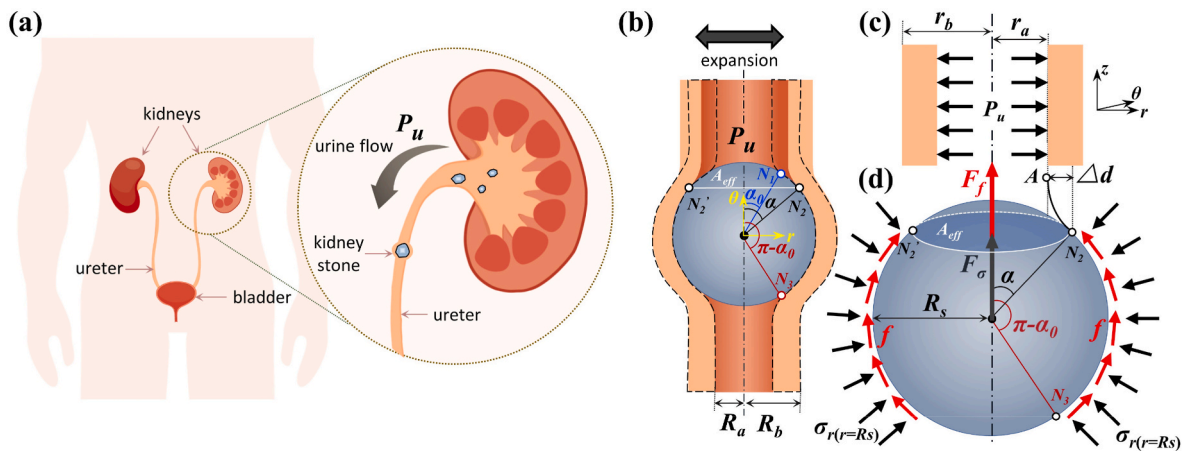 (a)
kidneys
P_u
urine flow
kidney
stone
ureter
bladder
ureter
(b)
expansion
P_u
A_eff
N_1
N_2'
θ
α_0
α
N_2
r
π-α_0
N_3
R_a
R_b
(c)
r_b
r_a
P_u
z
θ
r
(d)
A
Δd
F_f
A_eff
N_2'
N_2
F_σ
α
R_s
π-α_0
f
f
N_3
σ_r(r=Rs)
σ_r(r=Rs)